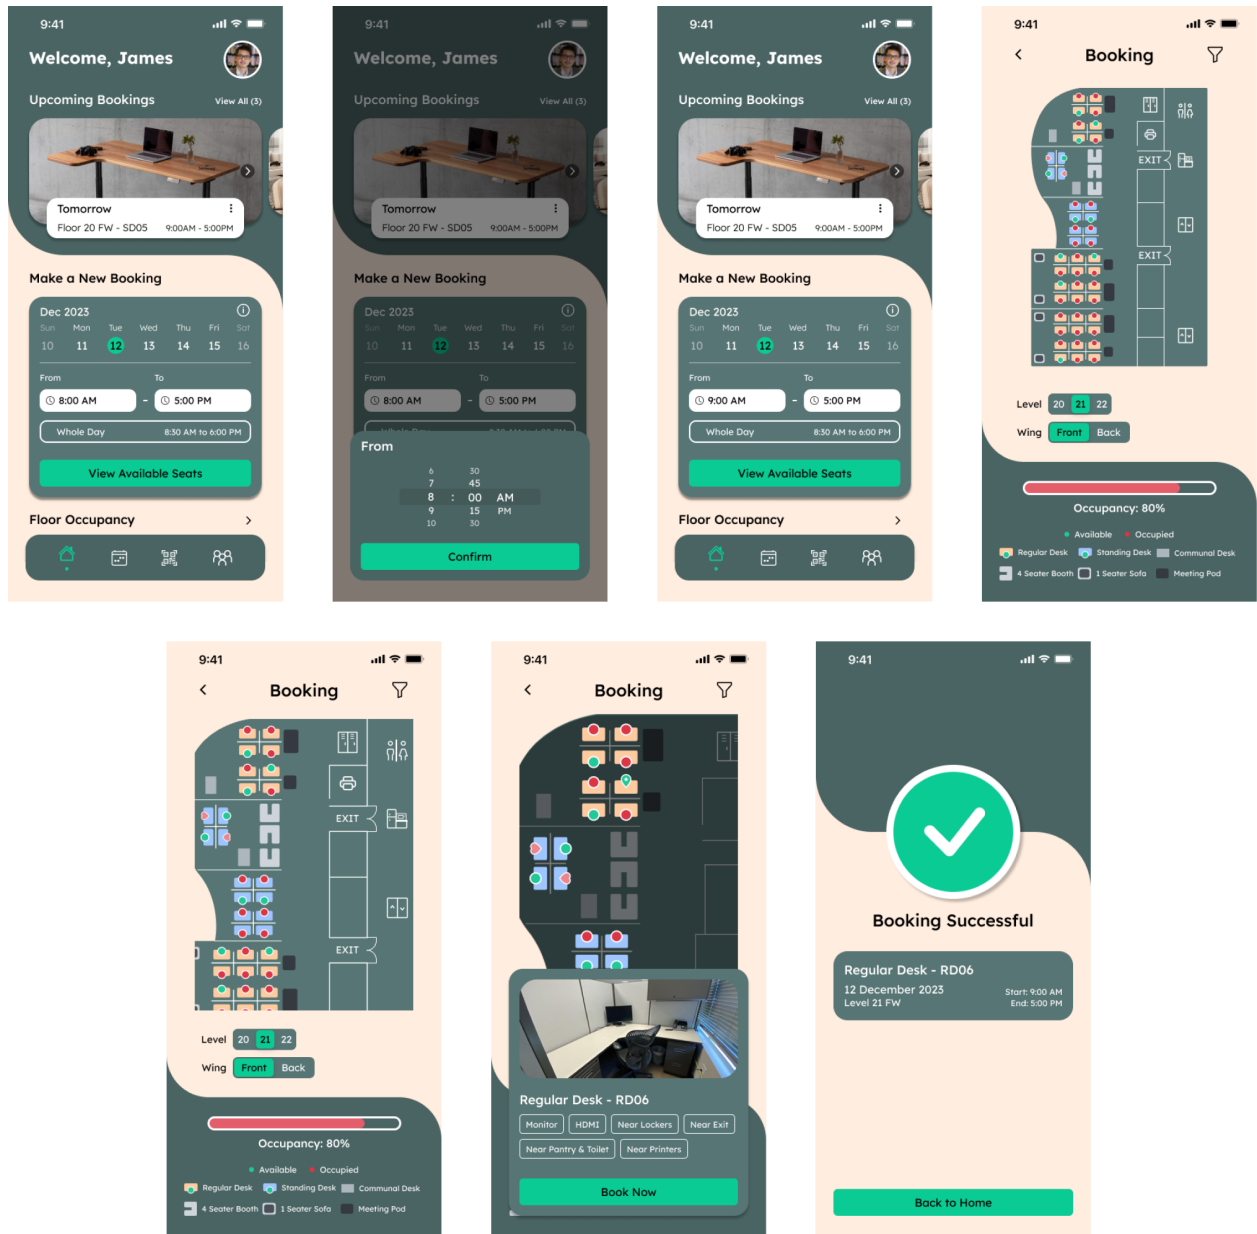 9:41
Welcome, James
Upcoming Bookings View All (3)
Tomorrow
Floor 20 FW - SD05 9:00AM - 5:00PM
Make a New Booking
Dec 2023
Sun Mon Tue Wed Thu Fri Sat
10 11 12 13 14 15 16
From To
8:00 AM - 5:00 PM
Whole Day 8:30 AM to 6:00 PM
View Available Seats
Floor Occupancy
9:41
Welcome, James
Upcoming Bookings View All (3)
Tomorrow
Floor 20 FW - SD05 9:00AM - 5:00PM
Make a New Booking
Dec 2023
Sun Mon Tue Wed Thu Fri Sat
10 11 12 13 14 15 16
From To
8:00 AM - 5:00 PM
From
6 30
7 45
8 : 00 AM
9 15 PM
10 30
Confirm
9:41
Welcome, James
Upcoming Bookings View All (3)
Tomorrow
Floor 20 FW - SD05 9:00AM - 5:00PM
Make a New Booking
Dec 2023
Sun Mon Tue Wed Thu Fri Sat
10 11 12 13 14 15 16
From To
9:00 AM - 5:00 PM
Whole Day 8:30 AM to 6:00 PM
View Available Seats
Floor Occupancy
9:41
Booking
EXIT
EXIT
Level 20 21 22
Wing Front Back
Occupancy: 80%
Available Occupied
Regular Desk Standing Desk Communal Desk
4 Seater Booth 1 Seater Sofa Meeting Pod
9:41
Booking
EXIT
EXIT
Level 20 21 22
Wing Front Back
Occupancy: 80%
Available Occupied
Regular Desk Standing Desk Communal Desk
4 Seater Booth 1 Seater Sofa Meeting Pod
9:41
Booking
Regular Desk - RD06
Monitor HDMI Near Lockers Near Exit
Near Pantry & Toilet Near Printers
Book Now
9:41
Booking Successful
Regular Desk - RD06
12 December 2023 Start: 9:00 AM
Level 21 FW End: 5:00 PM
Back to Home